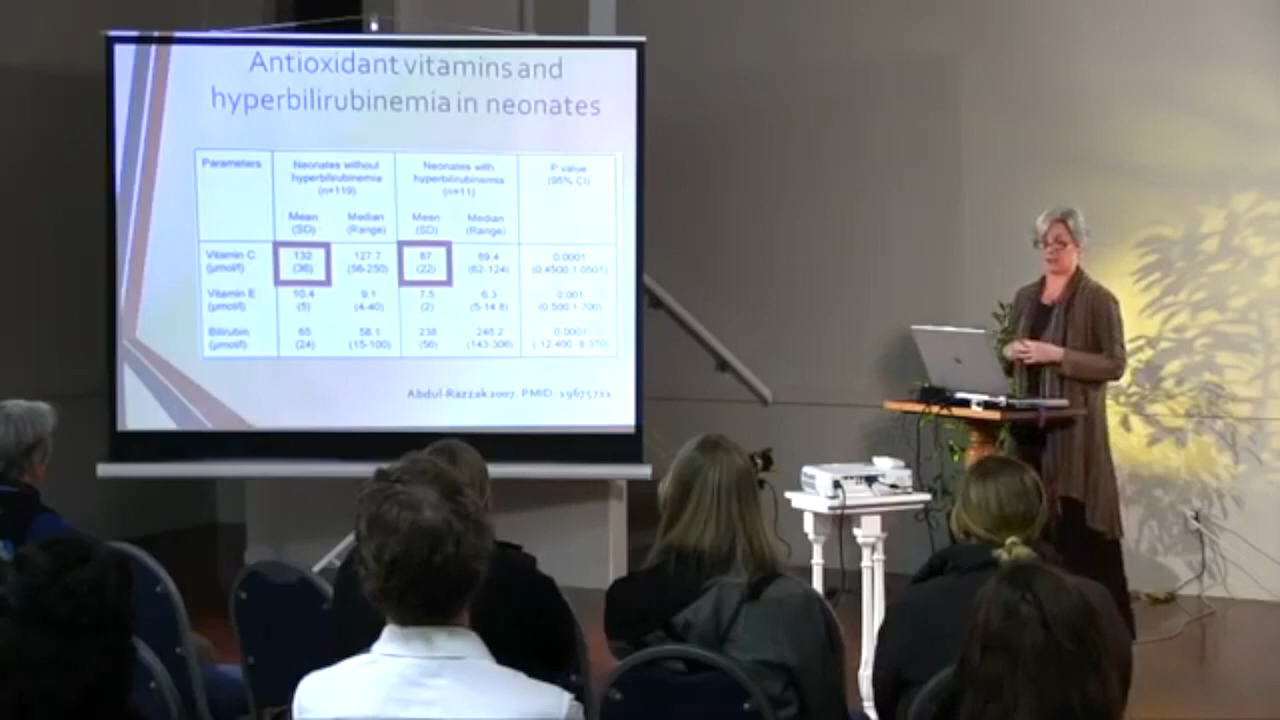 Antioxidant vitamins and
hyperbilirubinemia in neonates
Parameters Neonates without Neonates with P value
hyperbilirubinemia hyperbilirubinemia (95% CI)
(n=119) (n=11)
Mean Median Mean Median
(SD) (Range) (SD) (Range)
Vitamin C 132 127.7 87 89.4 0.0001
(µmol/l) (36) (56-250) (22) (62-124)
Vitamin E 10.4 9.1 7.5 6.3 0.001
(µmol/l) (5) (4-40) (2) (5-14.8)
Bilirubin 65 58.1 238 246.2 0.0001
(µmol/l) (24) (15-100) (56) (143-306)
Abdul-Razzak 2007 PMID: